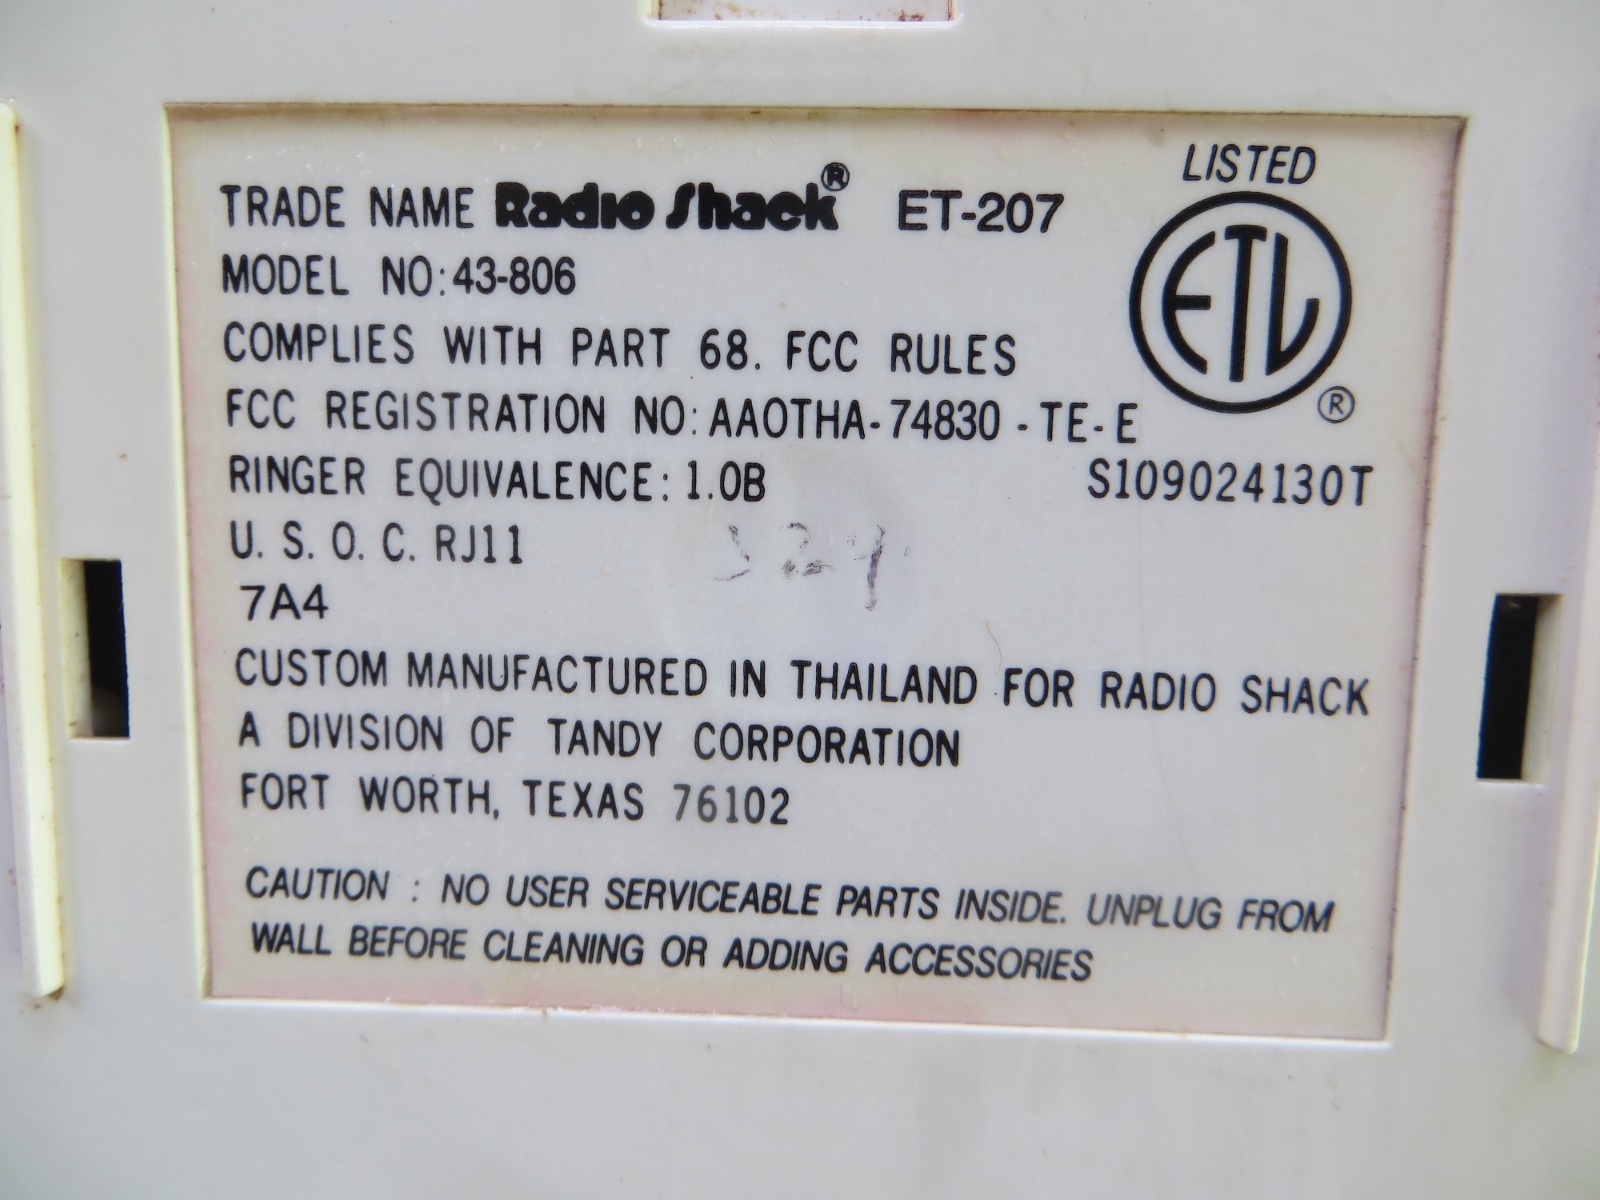 LISTED
TRADE NAME Radio Shack® ET-207
ETL®
MODEL NO:43-806
COMPLIES WITH PART 68. FCC RULES
FCC REGISTRATION NO:AAOTHA-74830 -TE-E
RINGER EQUIVALENCE: 1.0B S109024130T
U. S. O. C. RJ11
7A4
CUSTOM MANUFACTURED IN THAILAND FOR RADIO SHACK
A DIVISION OF TANDY CORPORATION
FORT WORTH, TEXAS 76102
CAUTION : NO USER SERVICEABLE PARTS INSIDE. UNPLUG FROM
WALL BEFORE CLEANING OR ADDING ACCESSORIES